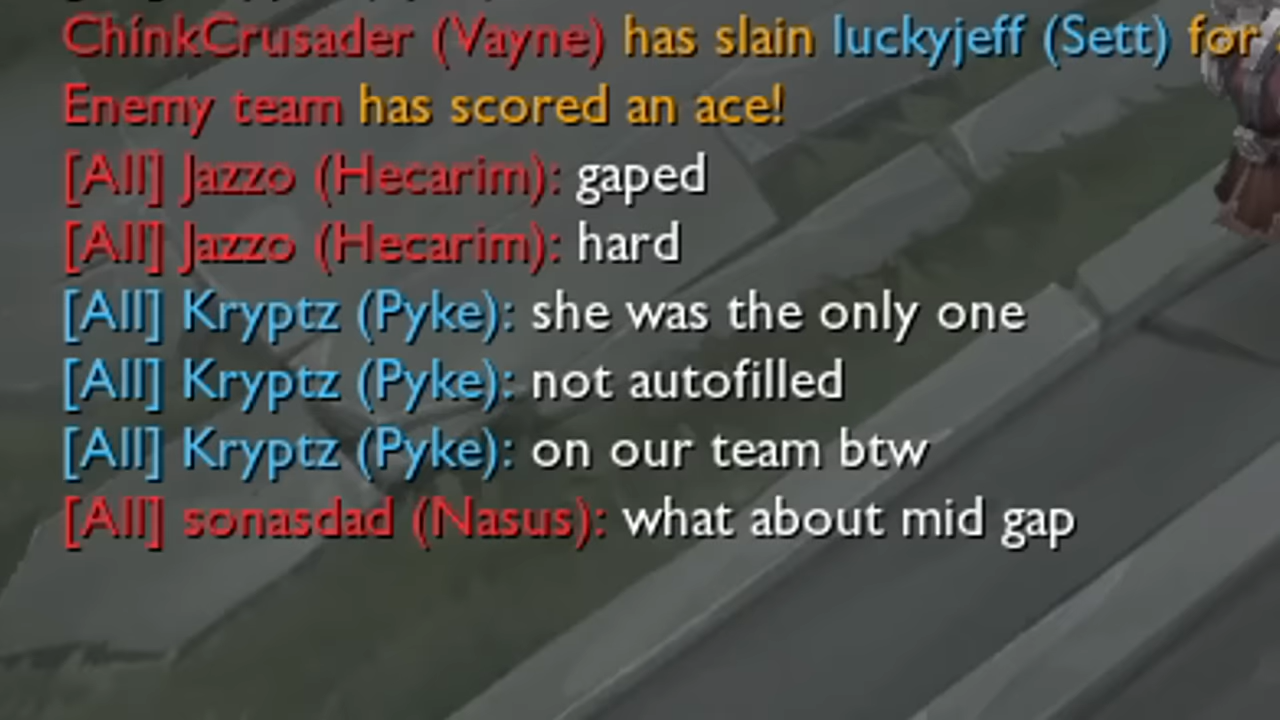 ChinkCrusader (Vayne) has slain luckyjeff (Sett) for
Enemy team has scored an ace!
[All] Jazzo (Hecarim): gaped
[All] Jazzo (Hecarim): hard
[All] Kryptz (Pyke): she was the only one
[All] Kryptz (Pyke): not autofilled
[All] Kryptz (Pyke): on our team btw
[All] sonasdad (Nasus): what about mid gap